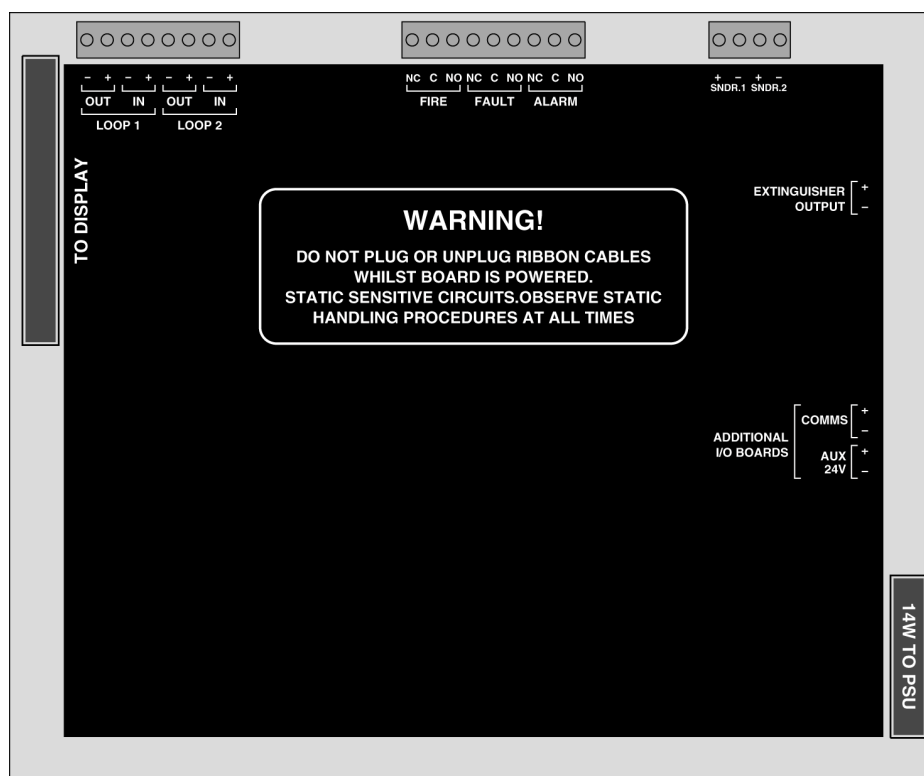 − + − + − + − +
OUT IN OUT IN
LOOP 1 LOOP 2
NC C NO NC C NO NC C NO
FIRE FAULT ALARM
+ − + −
SNDR.1 SNDR.2
TO DISPLAY
WARNING!
DO NOT PLUG OR UNPLUG RIBBON CABLES
WHILST BOARD IS POWERED.
STATIC SENSITIVE CIRCUITS.OBSERVE STATIC
HANDLING PROCEDURES AT ALL TIMES
EXTINGUISHER +
OUTPUT −
COMMS +
−
ADDITIONAL
I/O BOARDS
AUX +
24V −
14W TO PSU